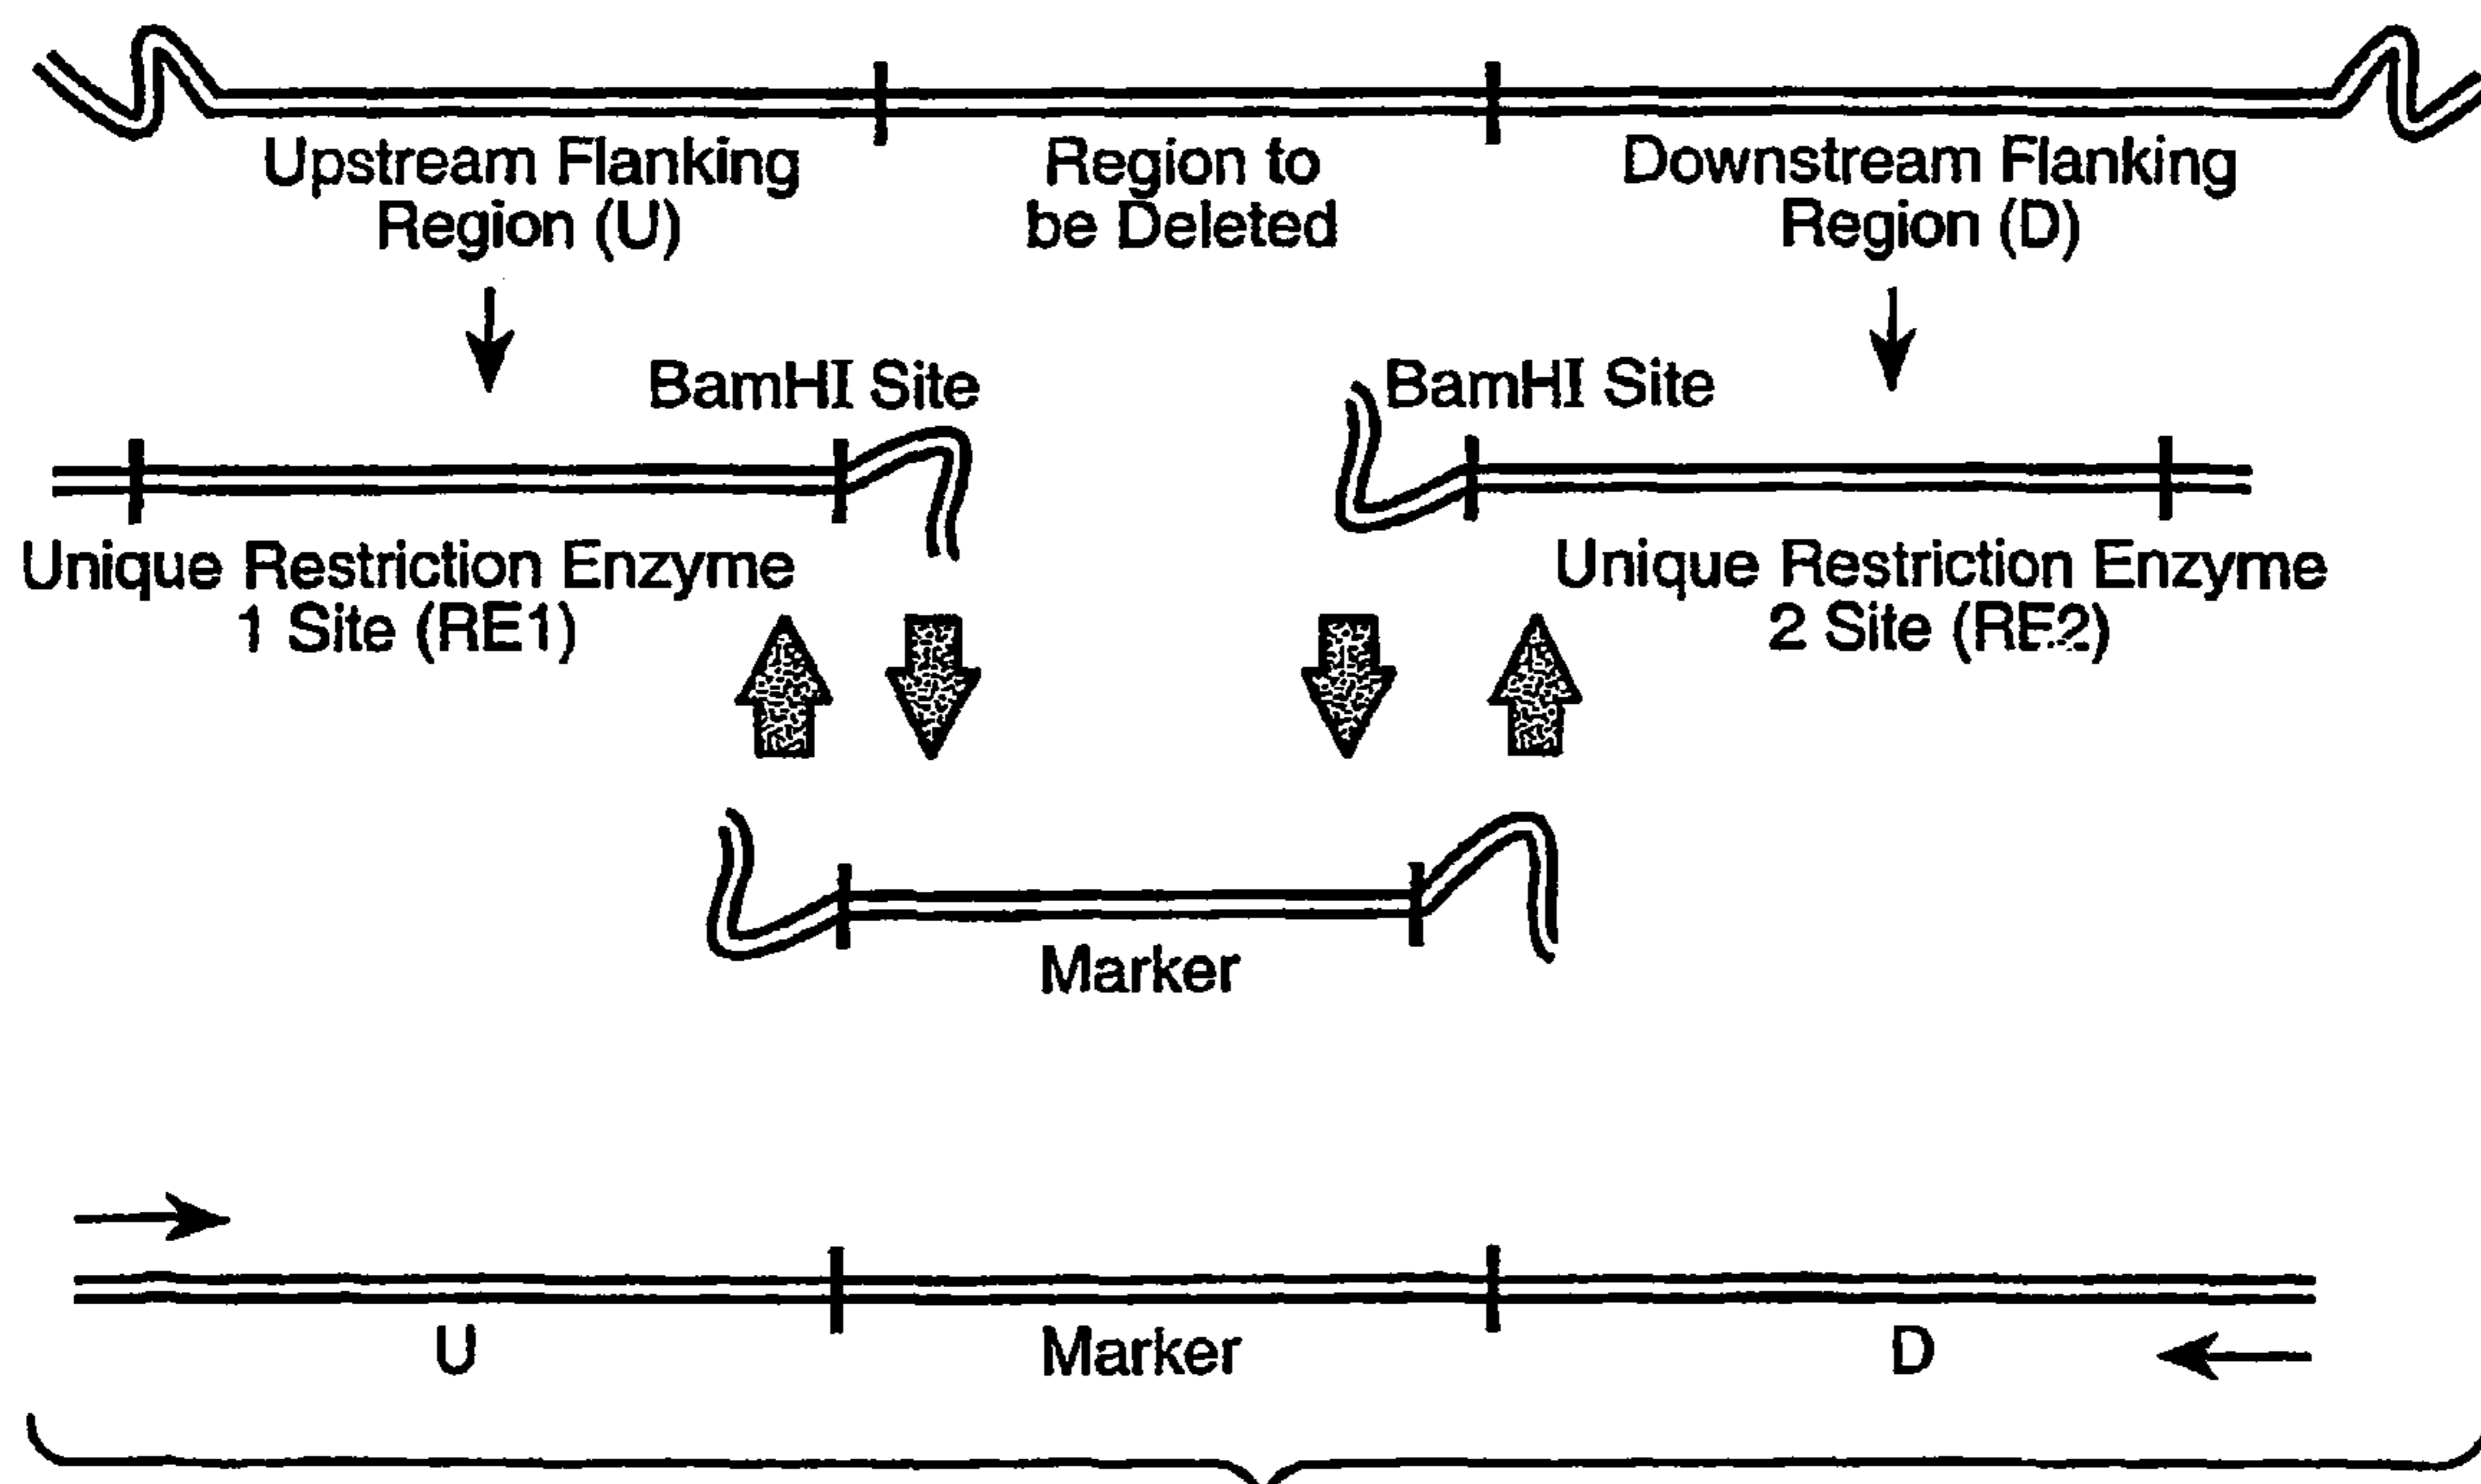 Upstream Flanking
Region (U)
Region to
be Deleted
Downstream Flanking
Region (D)
BamHI Site
BamHI Site
Unique Restriction Enzyme
1 Site (RE1)
Unique Restriction Enzyme
2 Site (RE2)
Marker
U
Marker
D